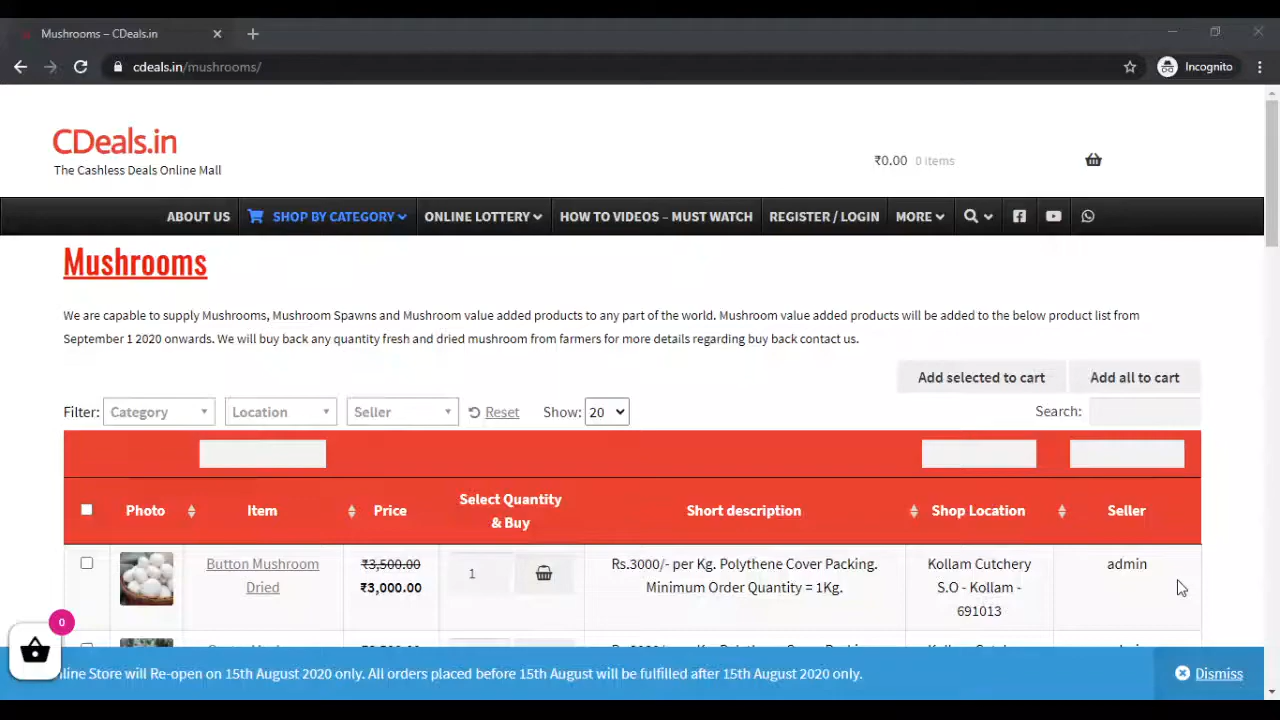 Mushrooms – CDeals.in
cdeals.in/mushrooms/
Incognito
CDeals.in
The Cashless Deals Online Mall
₹0.00 0 items
ABOUT US
SHOP BY CATEGORY
ONLINE LOTTERY
HOW TO VIDEOS – MUST WATCH
REGISTER / LOGIN
MORE
Mushrooms
We are capable to supply Mushrooms, Mushroom Spawns and Mushroom value added products to any part of the world. Mushroom value added products will be added to the below product list from
September 1 2020 onwards. We will buy back any quantity fresh and dried mushroom from farmers for more details regarding buy back contact us.
Add selected to cart
Add all to cart
Filter: Category Location Seller Reset Show: 20 Search:
Photo
Item
Price
Select Quantity
& Buy
Short description
Shop Location
Seller
Button Mushroom
Dried
₹3,500.00
₹3,000.00
1
Rs.3000/- per Kg. Polythene Cover Packing.
Minimum Order Quantity = 1Kg.
Kollam Cutchery
S.O - Kollam -
691013
admin
0
Store will Re-open on 15th August 2020 only. All orders placed before 15th August will be fulfilled after 15th August 2020 only.
Dismiss